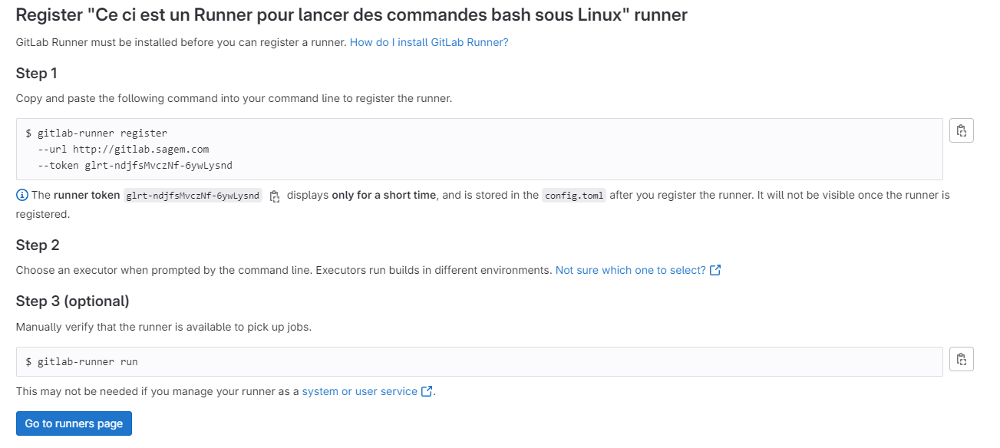 Register "Ce ci est un Runner pour lancer des commandes bash sous Linux" runner
GitLab Runner must be installed before you can register a runner. How do I install GitLab Runner?
Step 1
Copy and paste the following command into your command line to register the runner.
$ gitlab-runner register
--url http://gitlab.sagem.com
--token glrt-ndjfsMvczNf-6ywLysnd
The runner token glrt-ndjfsMvczNf-6ywLysnd displays only for a short time, and is stored in the config.toml after you register the runner. It will not be visible once the runner is
registered.
Step 2
Choose an executor when prompted by the command line. Executors run builds in different environments. Not sure which one to select?
Step 3 (optional)
Manually verify that the runner is available to pick up jobs.
$ gitlab-runner run
This may not be needed if you manage your runner as a system or user service.
Go to runners page